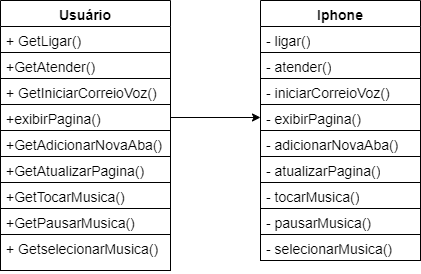 Usuário
+ GetLigar()
+GetAtender()
+ GetIniciarCorreioVoz()
+exibirPagina()
+GetAdicionarNovaAba()
+GetAtualizarPagina()
+GetTocarMusica()
+GetPausarMusica()
+ GetselecionarMusica()
Iphone
- ligar()
- atender()
- iniciarCorreioVoz()
- exibirPagina()
- adicionarNovaAba()
- atualizarPagina()
- tocarMusica()
- pausarMusica()
- selecionarMusica()